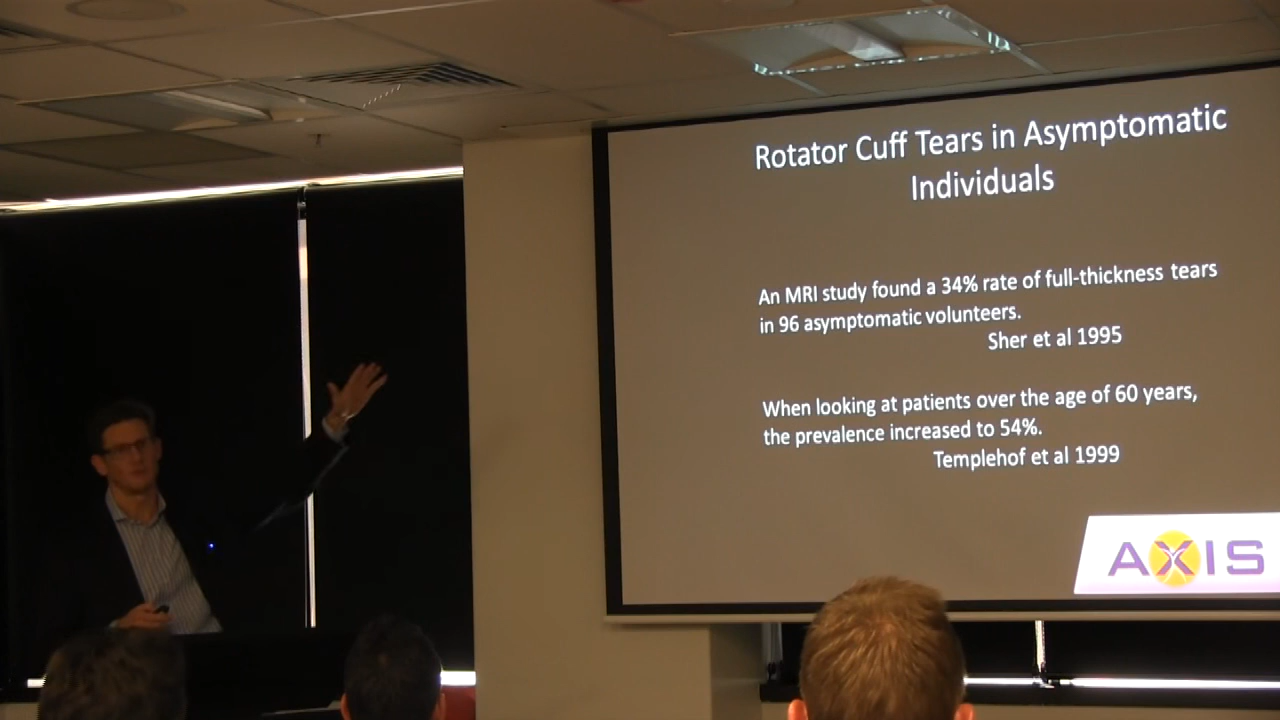 Rotator Cuff Tears in Asymptomatic
Individuals
An MRI study found a 34% rate of full-thickness tears
in 96 asymptomatic volunteers.
Sher et al 1995
When looking at patients over the age of 60 years,
the prevalence increased to 54%.
Templehof et al 1999
AXIS